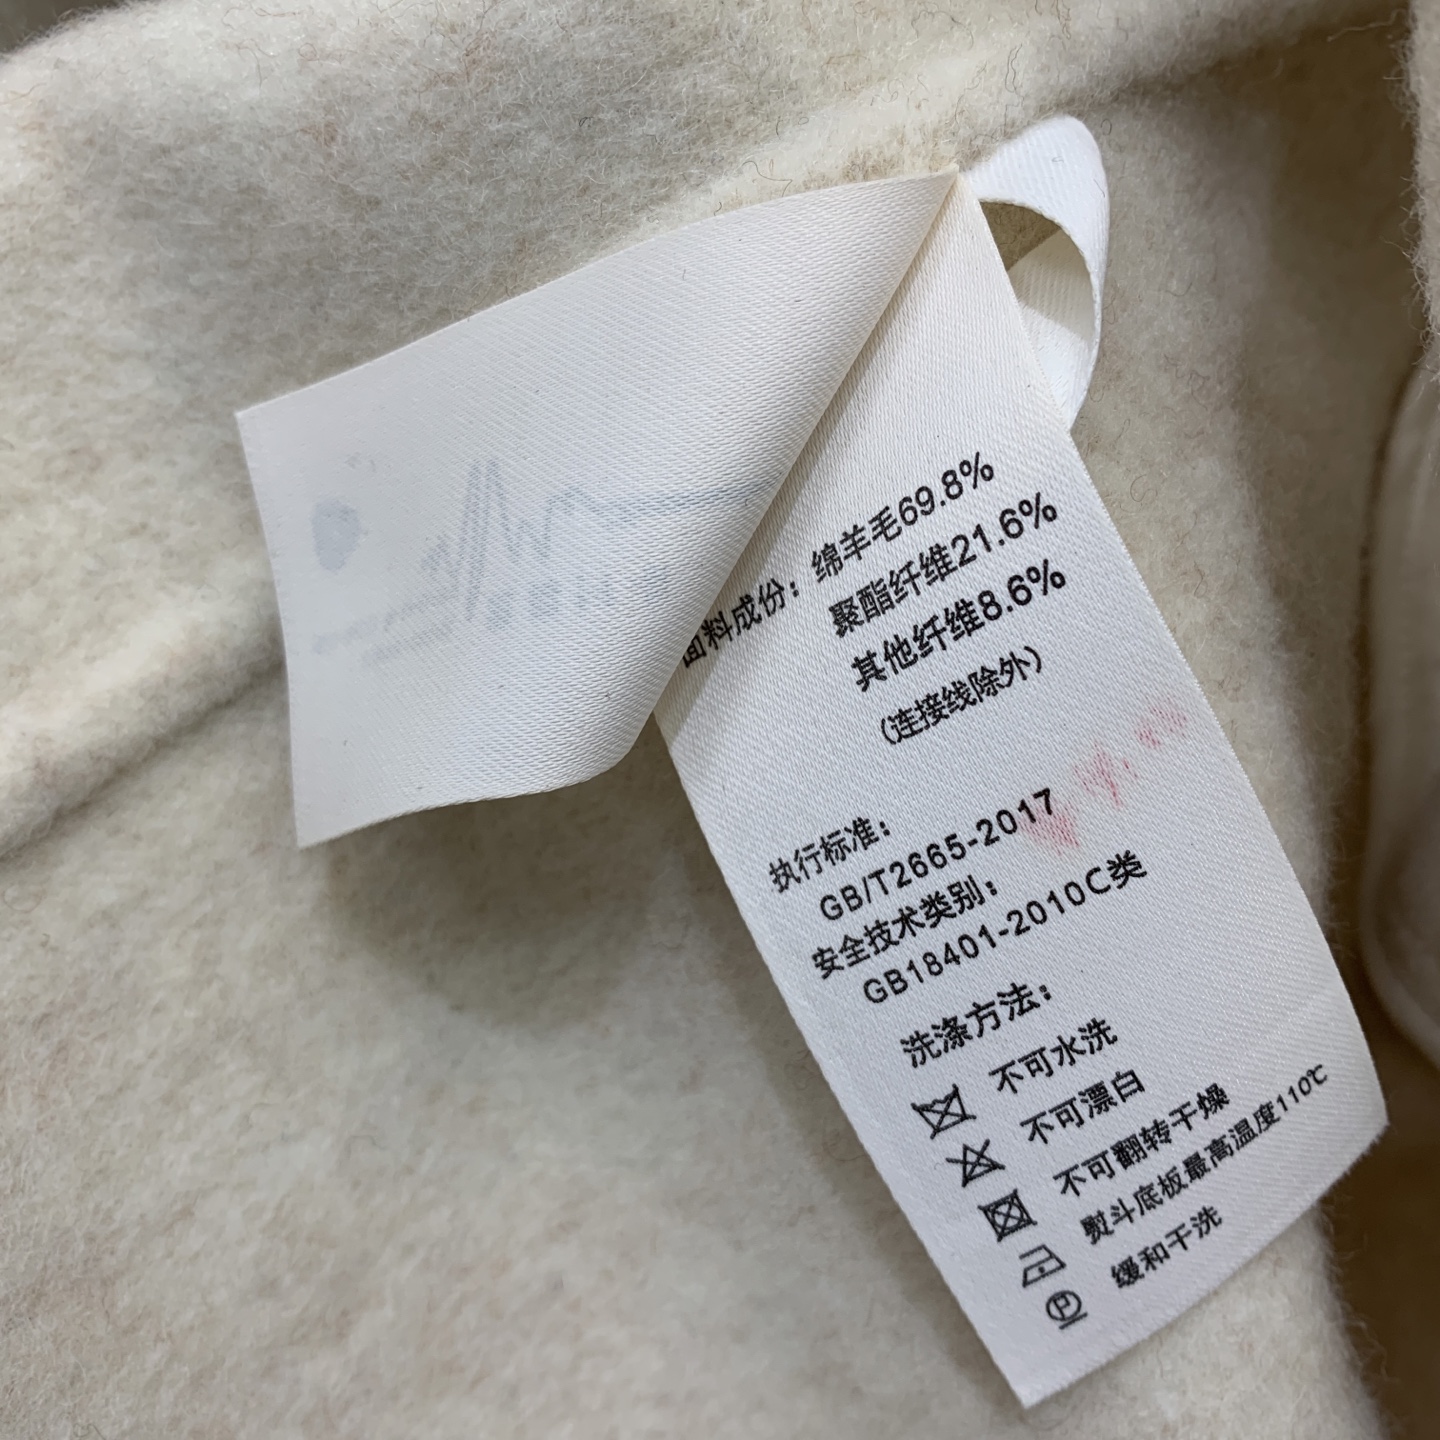 面料成份：绵羊毛69.8%
聚酯纤维21.6%
其他纤维8.6%
（连接线除外）
执行标准：
GB/T2665-2017
安全技术类别：
GB18401-2010C类
洗涤方法：
不可水洗
不可漂白
不可翻转干燥
熨斗底板最高温度110℃
P 缓和干洗